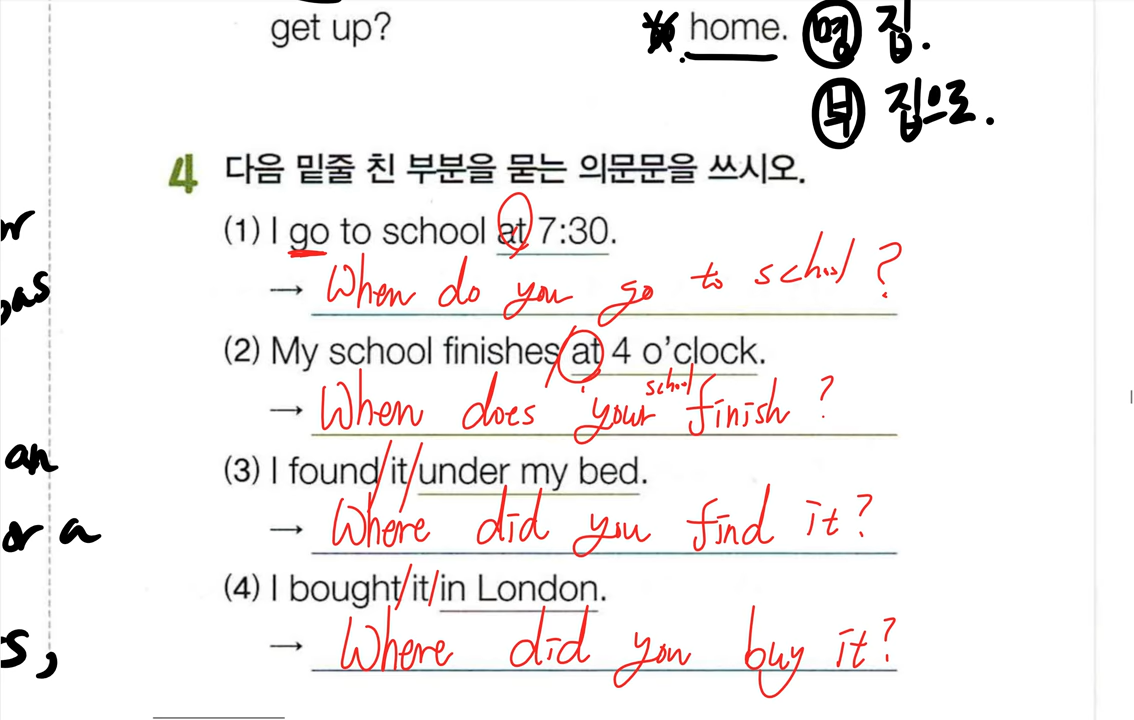 get up?
home. 명 집.
부 집으로.
4 다음 밑줄 친 부분을 묻는 의문문을 쓰시오.
(1) I go to school at 7:30.
→ When do you go to school?
(2) My school finishes/at 4 o'clock.
→ When does your school finish?
(3) I found/it/under my bed.
an
→ Where did you find it?
or a
(4) I bought/it/in London.
→ Where did you buy it?
s,